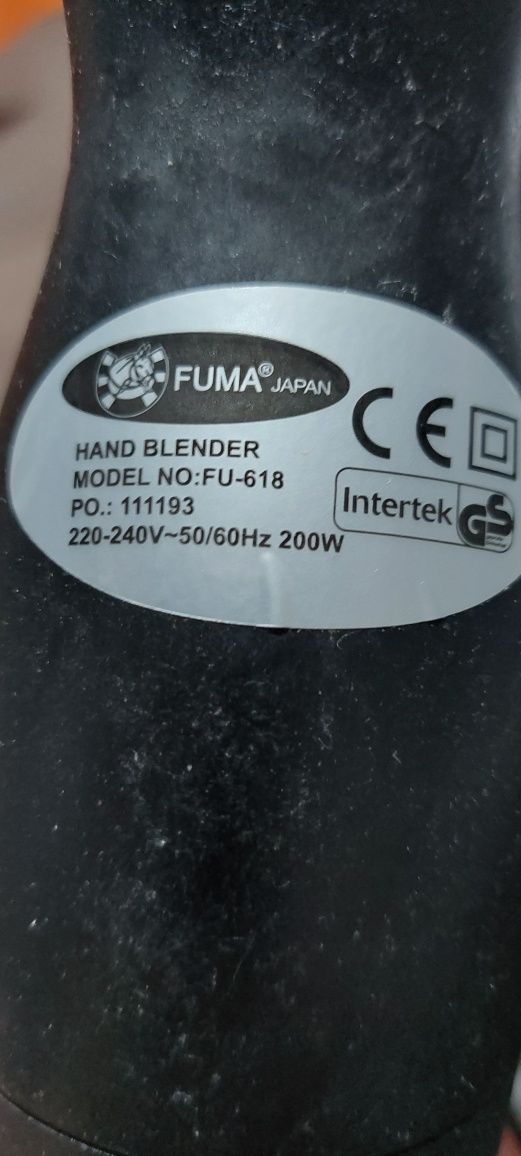 FUMA® JAPAN
CE
HAND BLENDER
MODEL NO:FU-618
PO.: 111193
220-240V~50/60Hz 200W
Intertek GS